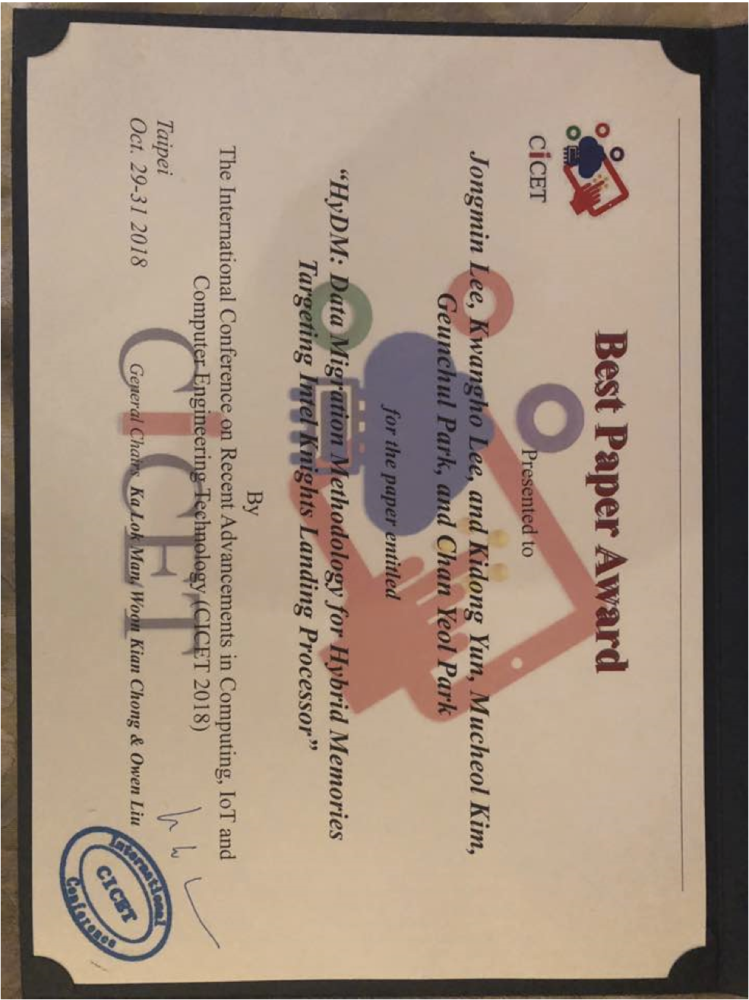 CiCET
Best Paper Award
Presented to
Jongmin Lee, Kwangho Lee, and Kidong Yun, Mucheol Kim,
Geunchul Park, and Chan Yeol Park
for the paper entitled
“HyDM: Data Migration Methodology for Hybrid Memories
Targeting Intel Knights Landing Processor”
By
The International Conference on Recent Advancements in Computing, IoT and
Computer Engineering Technology (CICET 2018)
CiCET
Taipei
Oct. 29-31 2018
General Chairs Ka Lok Man, Woon Kian Chong & Owen Liu
International
CICET
Conference